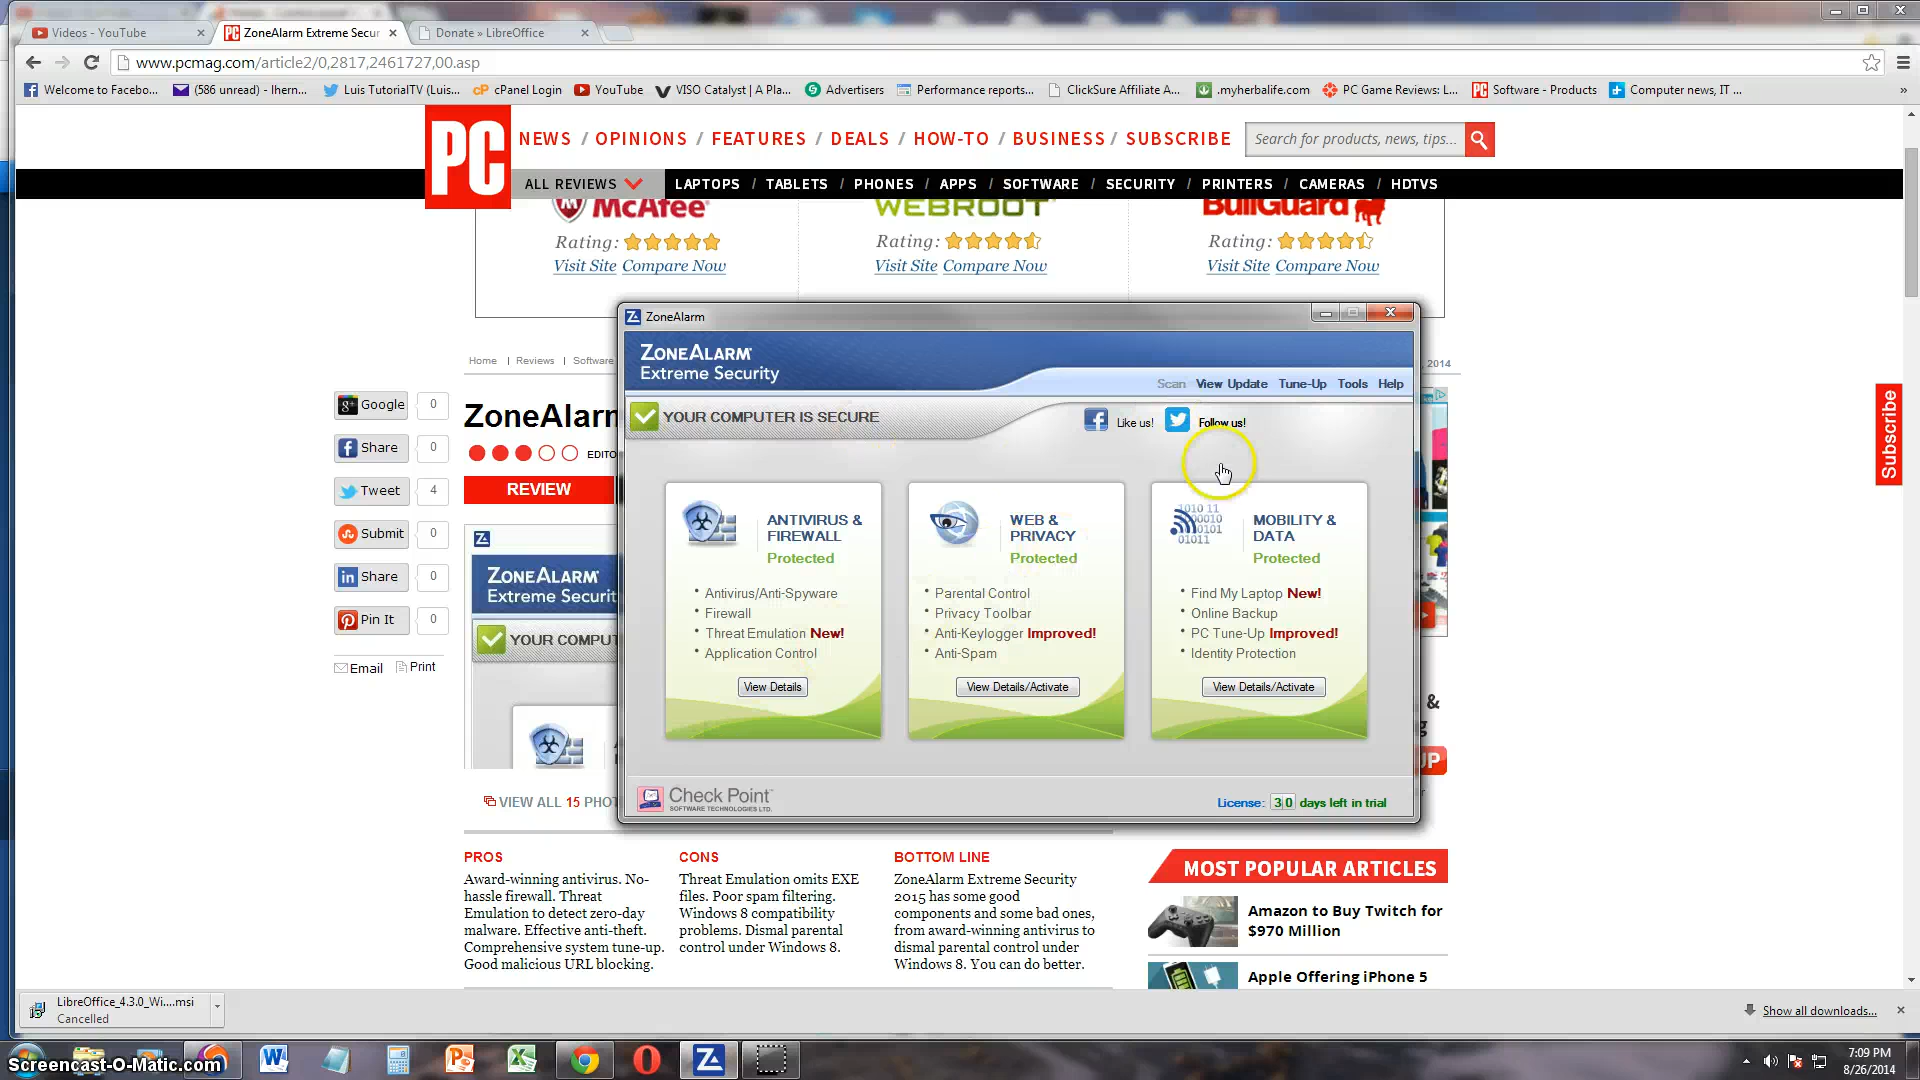 Videos - YouTube
ZoneAlarm Extreme Secur
Donate » LibreOffice
www.pcmag.com/article2/0,2817,2461727,00.asp
Welcome to Facebo...
(586 unread) - lhern...
Luis TutorialTV (Luis...
cP cPanel Login
YouTube
VISO Catalyst | A Pla...
Advertisers
Performance reports...
ClickSure Affiliate A...
.myherbalife.com
PC Game Reviews: L...
PC Software - Products
Computer news, IT ...
»
PC
NEWS / OPINIONS / FEATURES / DEALS / HOW-TO / BUSINESS / SUBSCRIBE
Search for products, news, tips...
ALL REVIEWS
LAPTOPS / TABLETS / PHONES / APPS / SOFTWARE / SECURITY / PRINTERS / CAMERAS / HDTVS
McAfee
WEBROOT
BullGuard
Rating:
Rating:
Rating:
Visit Site Compare Now
Visit Site Compare Now
Visit Site Compare Now
ZoneAlarm
Home | Reviews | Software
, 2014
ZoneAlarm
Extreme Security
Scan View Update Tune-Up Tools Help
YOUR COMPUTER IS SECURE
Like us!
Follow us!
Google 0
Share 0
Tweet 4
Submit 0
Share 0
Pin It 0
Email Print
ZoneAlarm
EDITO
REVIEW
ZoneAlarm
Extreme Security
YOUR COMPUT
VIEW ALL 15 PHOT
ANTIVIRUS &
FIREWALL
Protected
Antivirus/Anti-Spyware
Firewall
Threat Emulation New!
Application Control
View Details
WEB &
PRIVACY
Protected
Parental Control
Privacy Toolbar
Anti-Keylogger Improved!
Anti-Spam
View Details/Activate
1010 11
MOBILITY &
DATA
Protected
Find My Laptop New!
Online Backup
PC Tune-Up Improved!
Identity Protection
View Details/Activate
Check Point
SOFTWARE TECHNOLOGIES LTD.
License: 30 days left in trial
Subscribe
&
g
UP
PROS
Award-winning antivirus. No-
hassle firewall. Threat
Emulation to detect zero-day
malware. Effective anti-theft.
Comprehensive system tune-up.
Good malicious URL blocking.
CONS
Threat Emulation omits EXE
files. Poor spam filtering.
Windows 8 compatibility
problems. Dismal parental
control under Windows 8.
BOTTOM LINE
ZoneAlarm Extreme Security
2015 has some good
components and some bad ones,
from award-winning antivirus to
dismal parental control under
Windows 8. You can do better.
MOST POPULAR ARTICLES
Amazon to Buy Twitch for
$970 Million
Apple Offering iPhone 5
LibreOffice_4.3.0_Wi....msi
Cancelled
Show all downloads...
Screencast-O-Matic.com
7:09 PM
8/26/2014